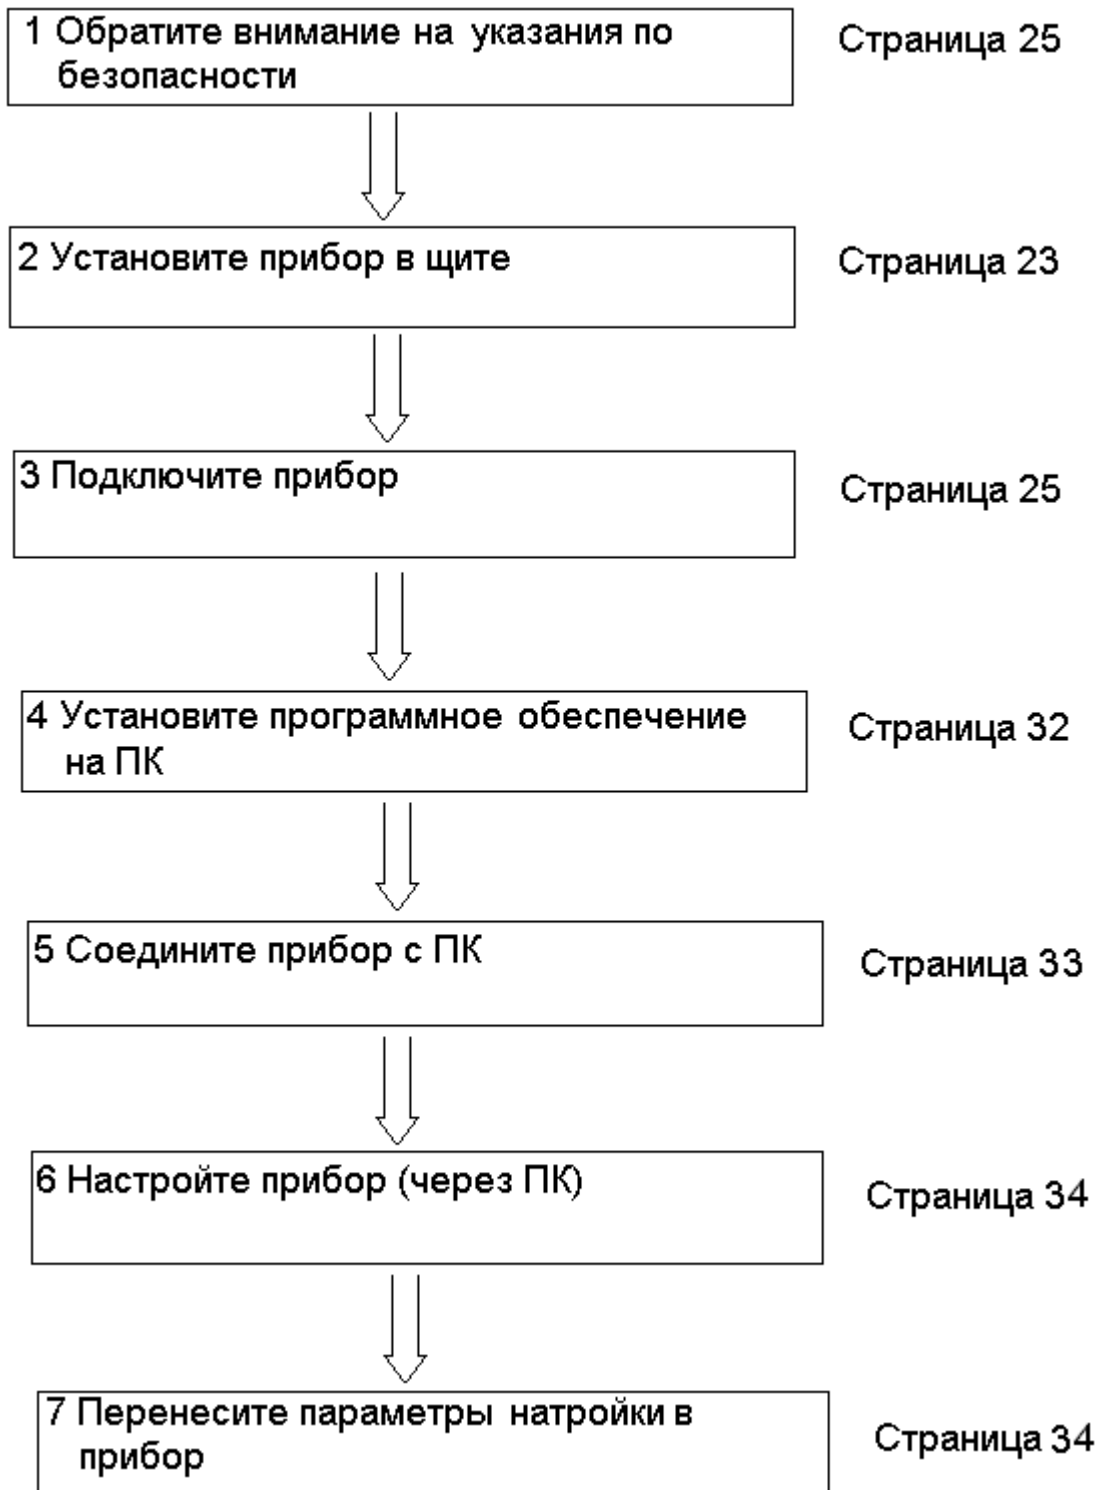 1 Обратите внимание на указания по
безопасности
Страница 25
2 Установите прибор в щите
Страница 23
3 Подключите прибор
Страница 25
4 Установите программное обеспечение
на ПК
Страница 32
5 Соедините прибор с ПК
Страница 33
6 Настройте прибор (через ПК)
Страница 34
7 Перенесите параметры натройки в
прибор
Страница 34